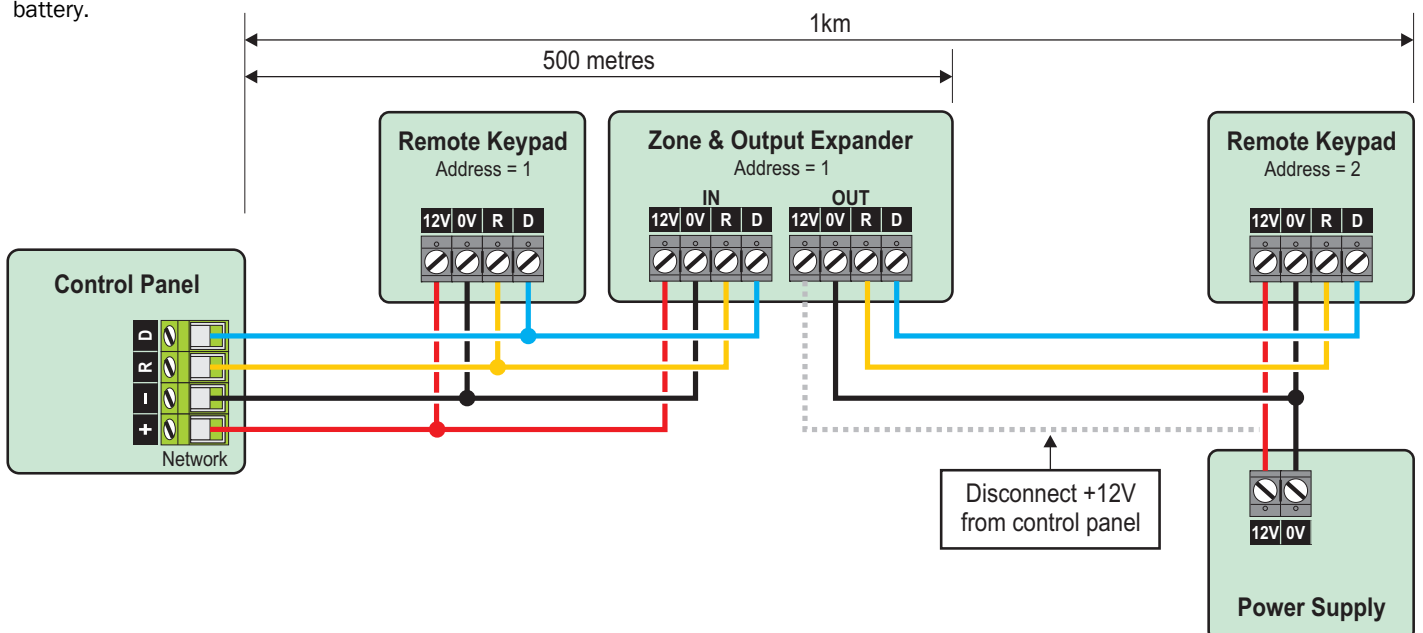 battery.
1km
500 metres
Remote Keypad
Address = 1
12V 0V R D
Zone & Output Expander
Address = 1
IN OUT
12V 0V R D 12V 0V R D
Remote Keypad
Address = 2
12V 0V R D
Control Panel
D
R
-
+
Network
Disconnect +12V
from control panel
12V 0V
Power Supply